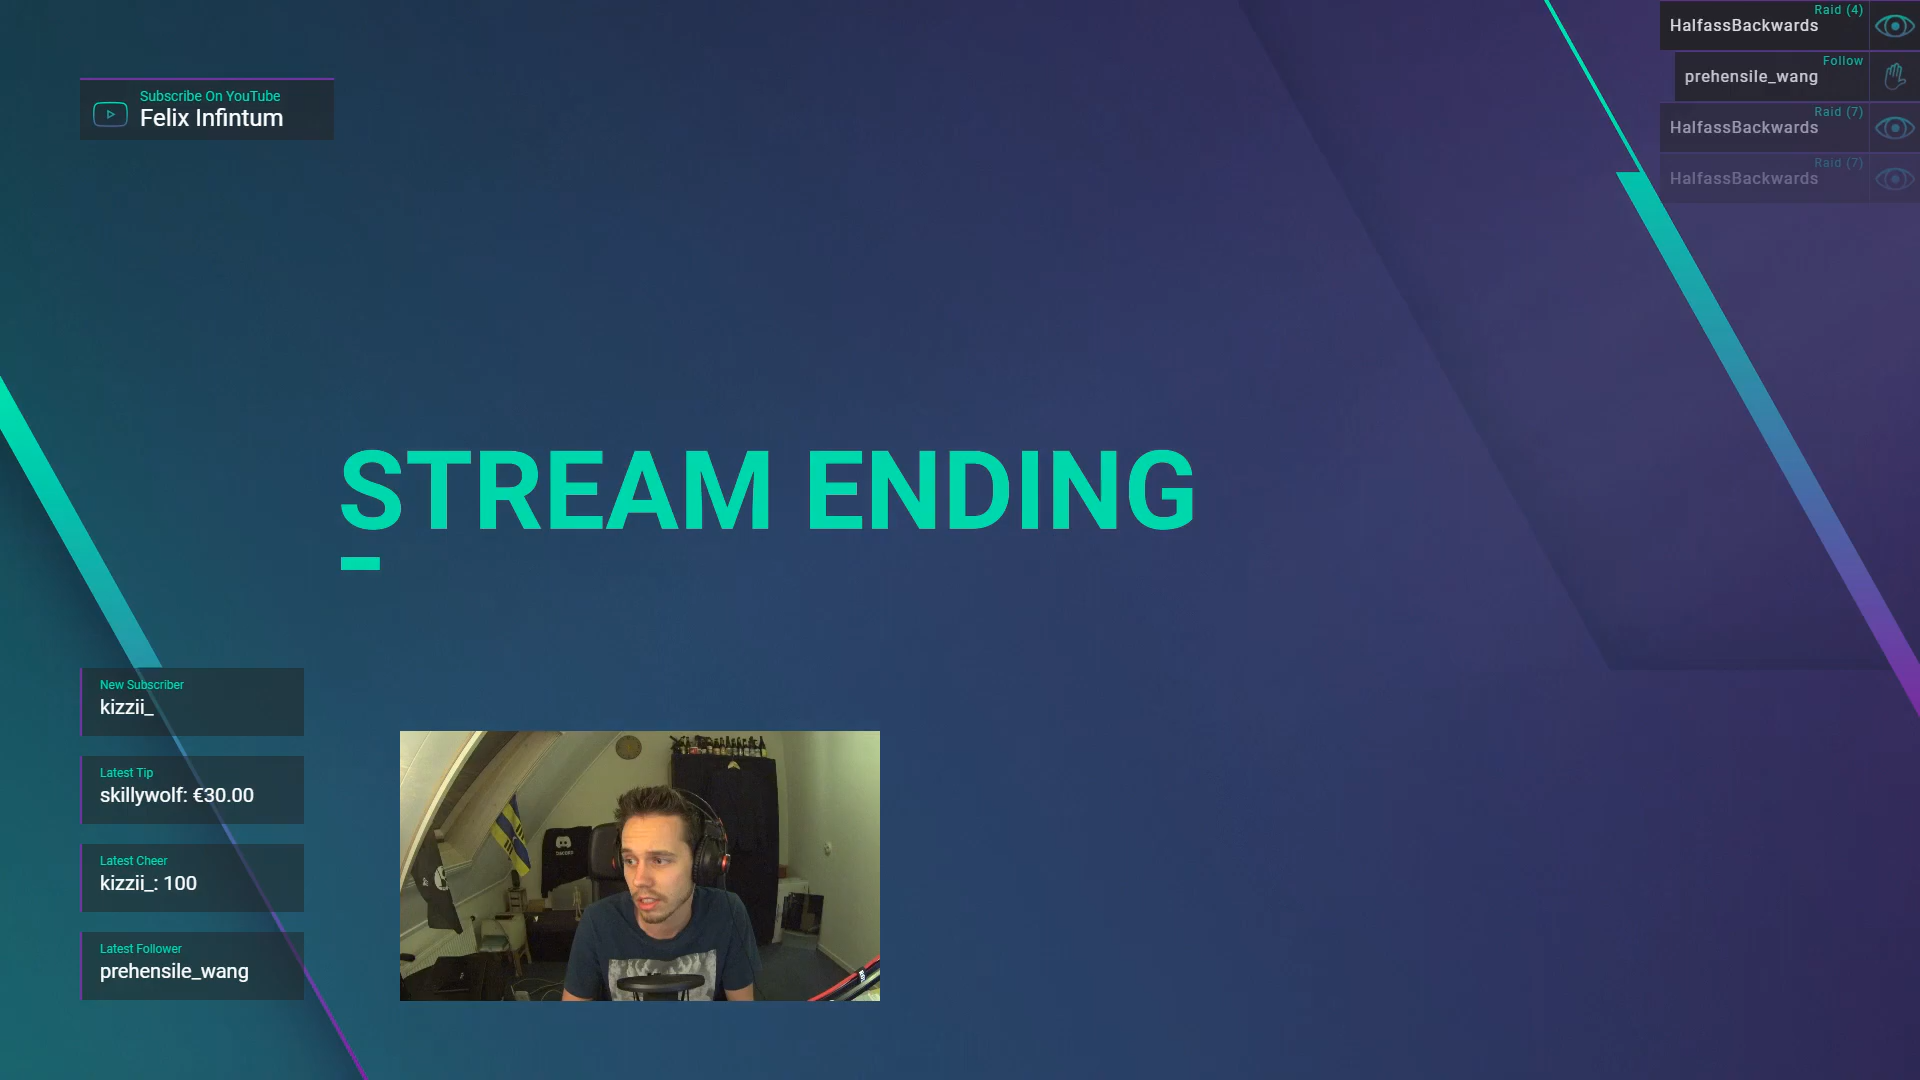 Subscribe On YouTube
Felix Infintum
Raid (4)
HalfassBackwards
Follow
prehensile_wang
Raid (7)
HalfassBackwards
Raid (7)
HalfassBackwards
STREAM ENDING
New Subscriber
kizzii_
Latest Tip
skillywolf: €30.00
Latest Cheer
kizzii_: 100
Latest Follower
prehensile_wang